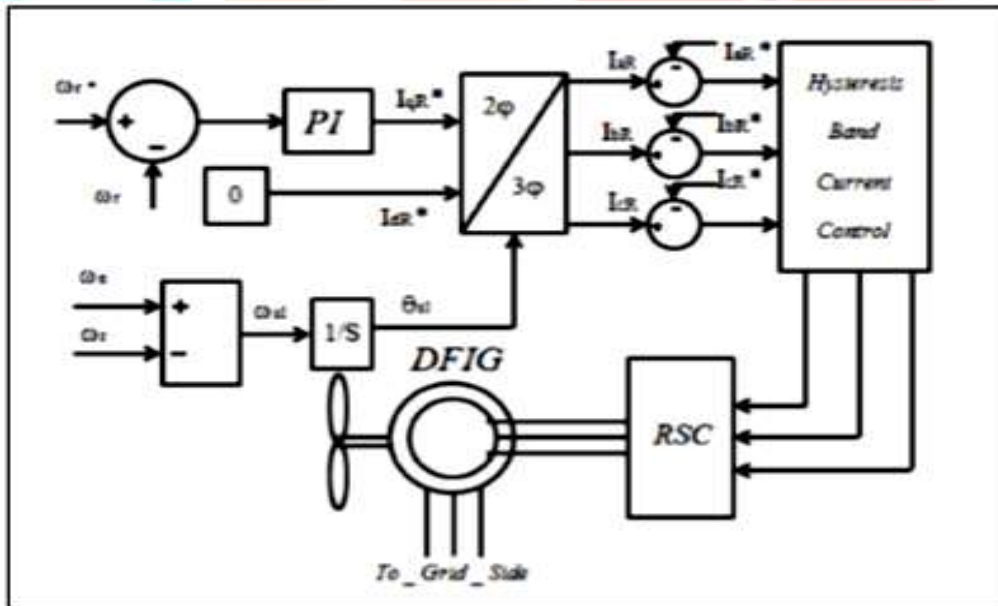 ωr*
+
−
ωr
PI
IqR*
0
IdR*
2φ
3φ
IaR
IaR*
-
IbR
IbR*
-
IcR
IcR*
-
Hysteresis
Band
Current
Control
ωe
+
ωr
−
ωsl
1/S
θsl
DFIG
RSC
To_Grid_Side